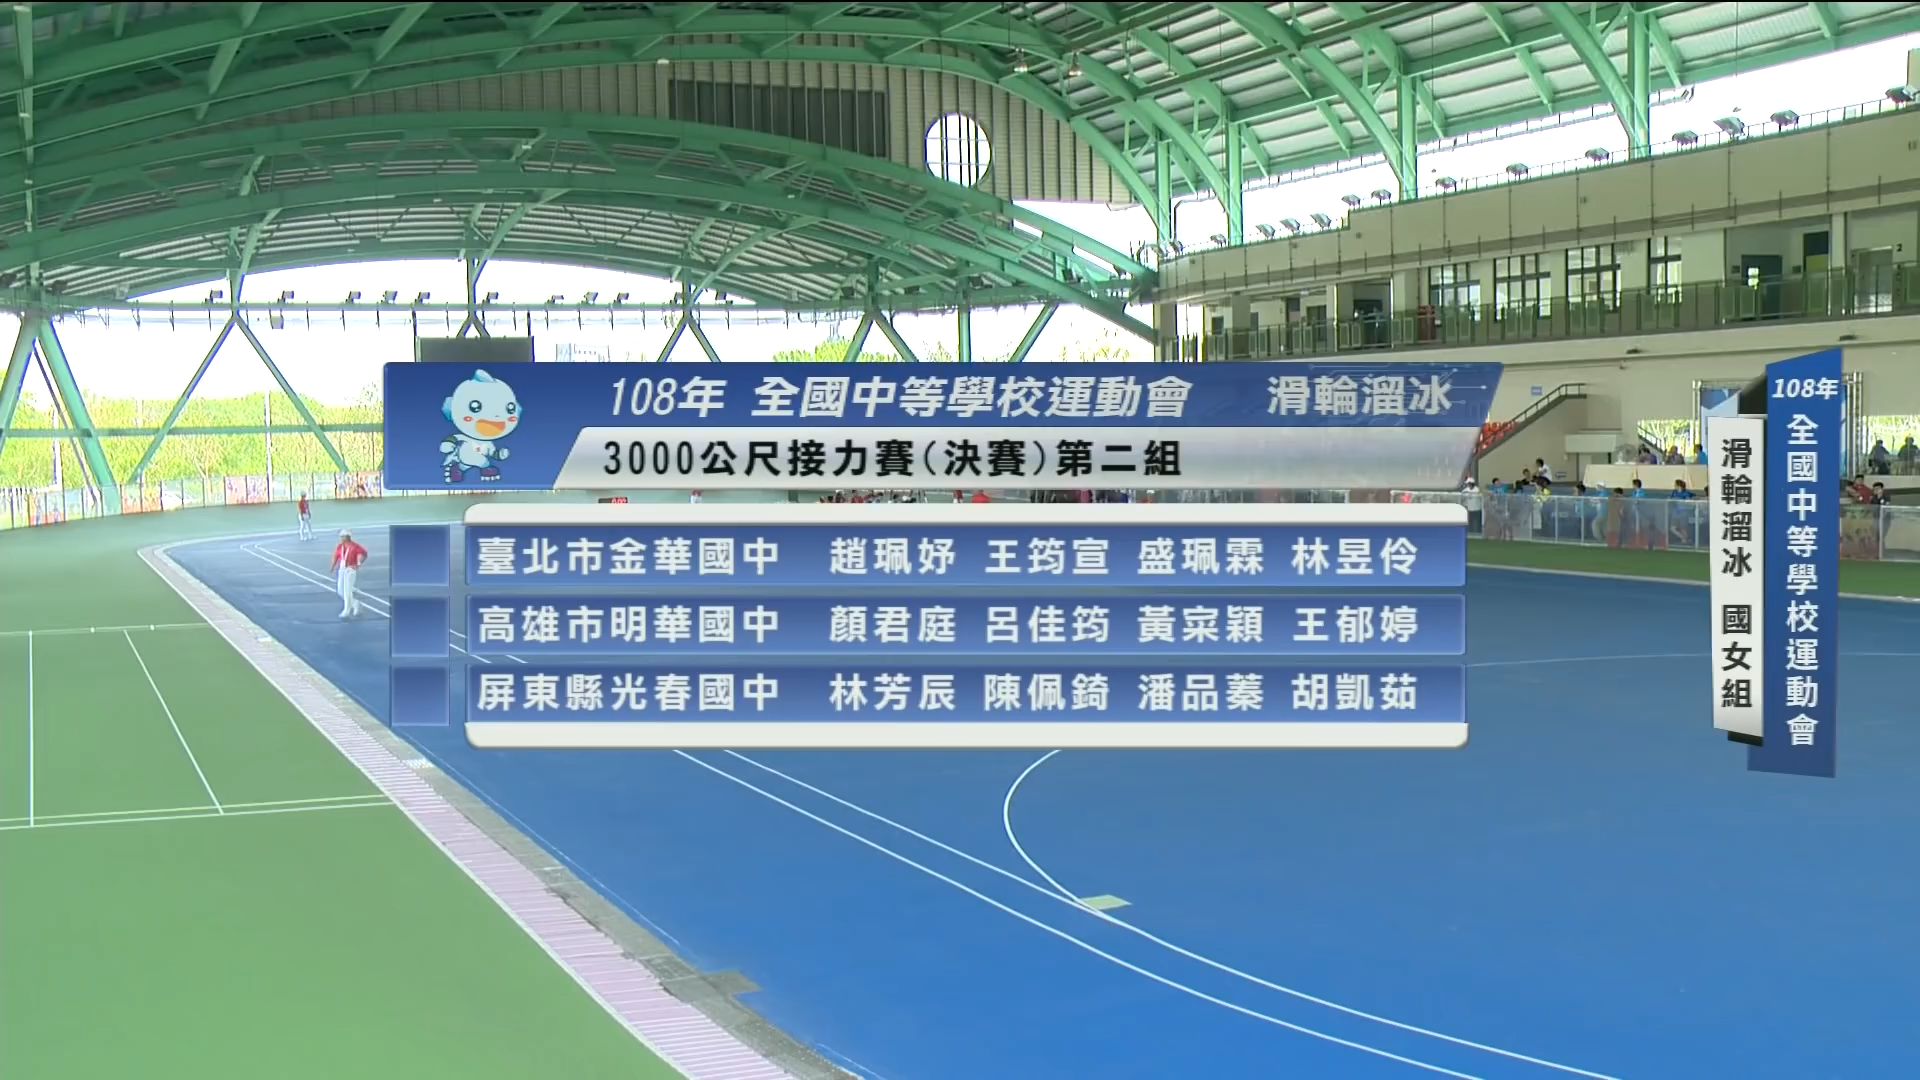 108年 全國中等學校運動會 滑輪溜冰
3000公尺接力賽(決賽)第二組
臺北市金華國中 趙珮妤 王筠宣 盛珮霖 林昱伶
高雄市明華國中 顏君庭 呂佳筠 黃寀穎 王郁婷
屏東縣光春國中 林芳辰 陳佩錡 潘品蓁 胡凱茹
108年
全國中等學校運動會
滑輪溜冰 國女組